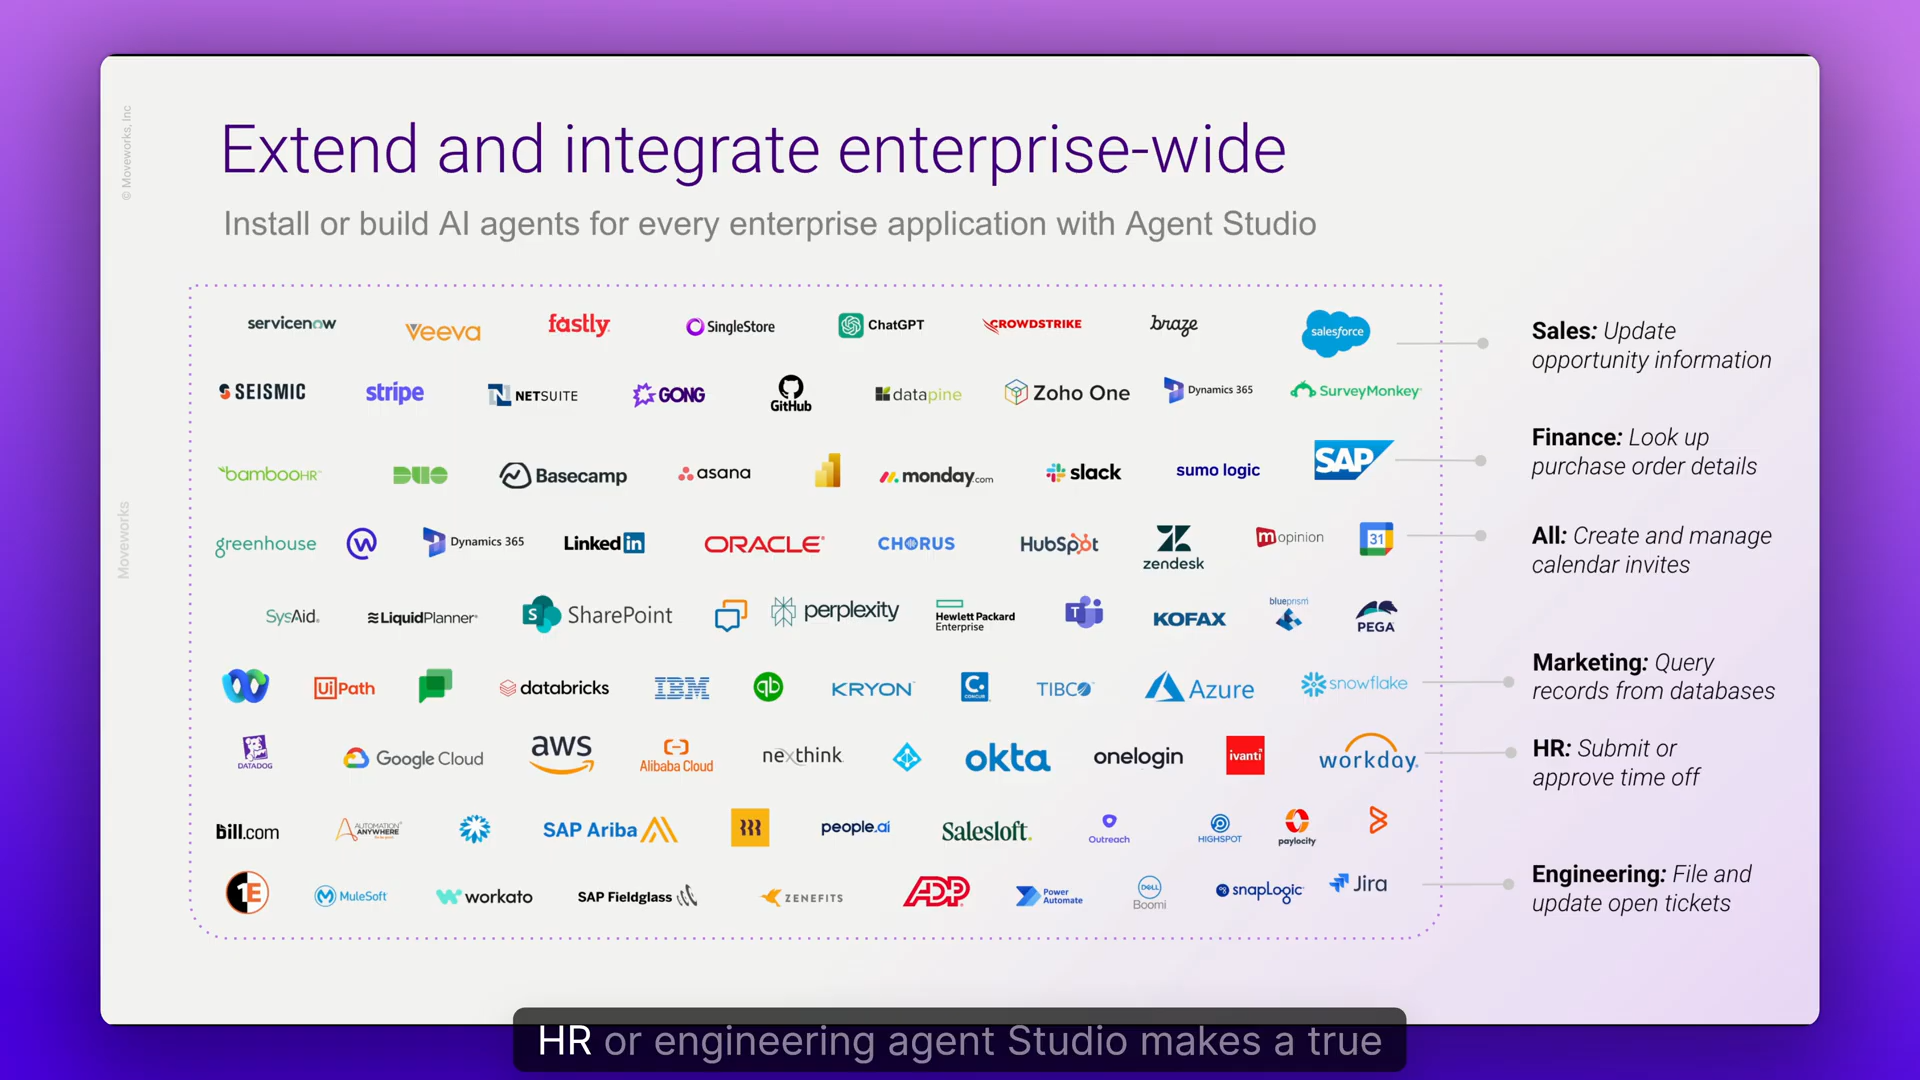 © Moveworks, Inc
Moveworks
Extend and integrate enterprise-wide
Install or build AI agents for every enterprise application with Agent Studio
servicenow
Veeva
fastly
SingleStore
ChatGPT
CROWDSTRIKE
braze
salesforce
SEISMIC
stripe
NETSUITE
GONG
GitHub
datapine
Zoho One
Dynamics 365
SurveyMonkey
bambooHR
DUO
Basecamp
asana
monday.com
slack
sumo logic
SAP
greenhouse
Dynamics 365
LinkedIn
ORACLE
CHORUS
HubSpot
zendesk
mopinion
31
SysAid
LiquidPlanner
S SharePoint
perplexity
Hewlett Packard
Enterprise
T
KOFAX
blueprism
PEGA
UiPath
databricks
IBM
qb
KRYON
C.
CONCUR
TIBCO
Azure
snowflake
DATADOG
Google Cloud
aws
Alibaba Cloud
nexthink
okta
onelogin
ivanti
workday
bill.com
AUTOMATION
ANYWHERE
SAP Ariba
people.ai
Salesloft.
Outreach
HIGHSPOT
paylocity
1E
MuleSoft
workato
SAP Fieldglass
ZENEFITS
ADP
Power
Automate
DELL
Boomi
snapLogic
Jira
Sales: Update
opportunity information
Finance: Look up
purchase order details
All: Create and manage
calendar invites
Marketing: Query
records from databases
HR: Submit or
approve time off
Engineering: File and
update open tickets
HR or engineering agent Studio makes a true